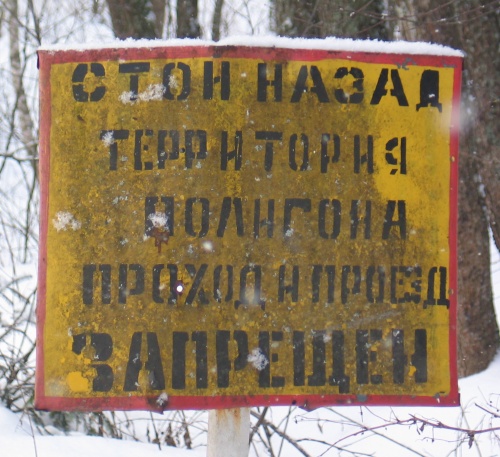 СТОЙ НАЗАД
ТЕРРИТОРИЯ
ПОЛИГОНА
ПРОХОД И ПРОЕЗД
ЗАПРЕЩЕН